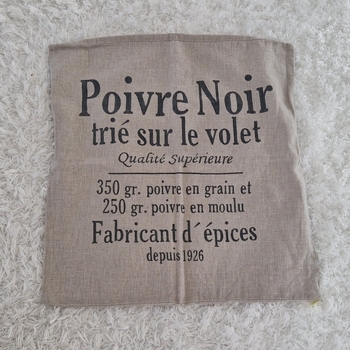 Poivre Noir
trié sur le volet
Qualité Supérieure
350 gr. poivre en grain et
250 gr. poivre en moulu
Fabricant d´épices
depuis 1926